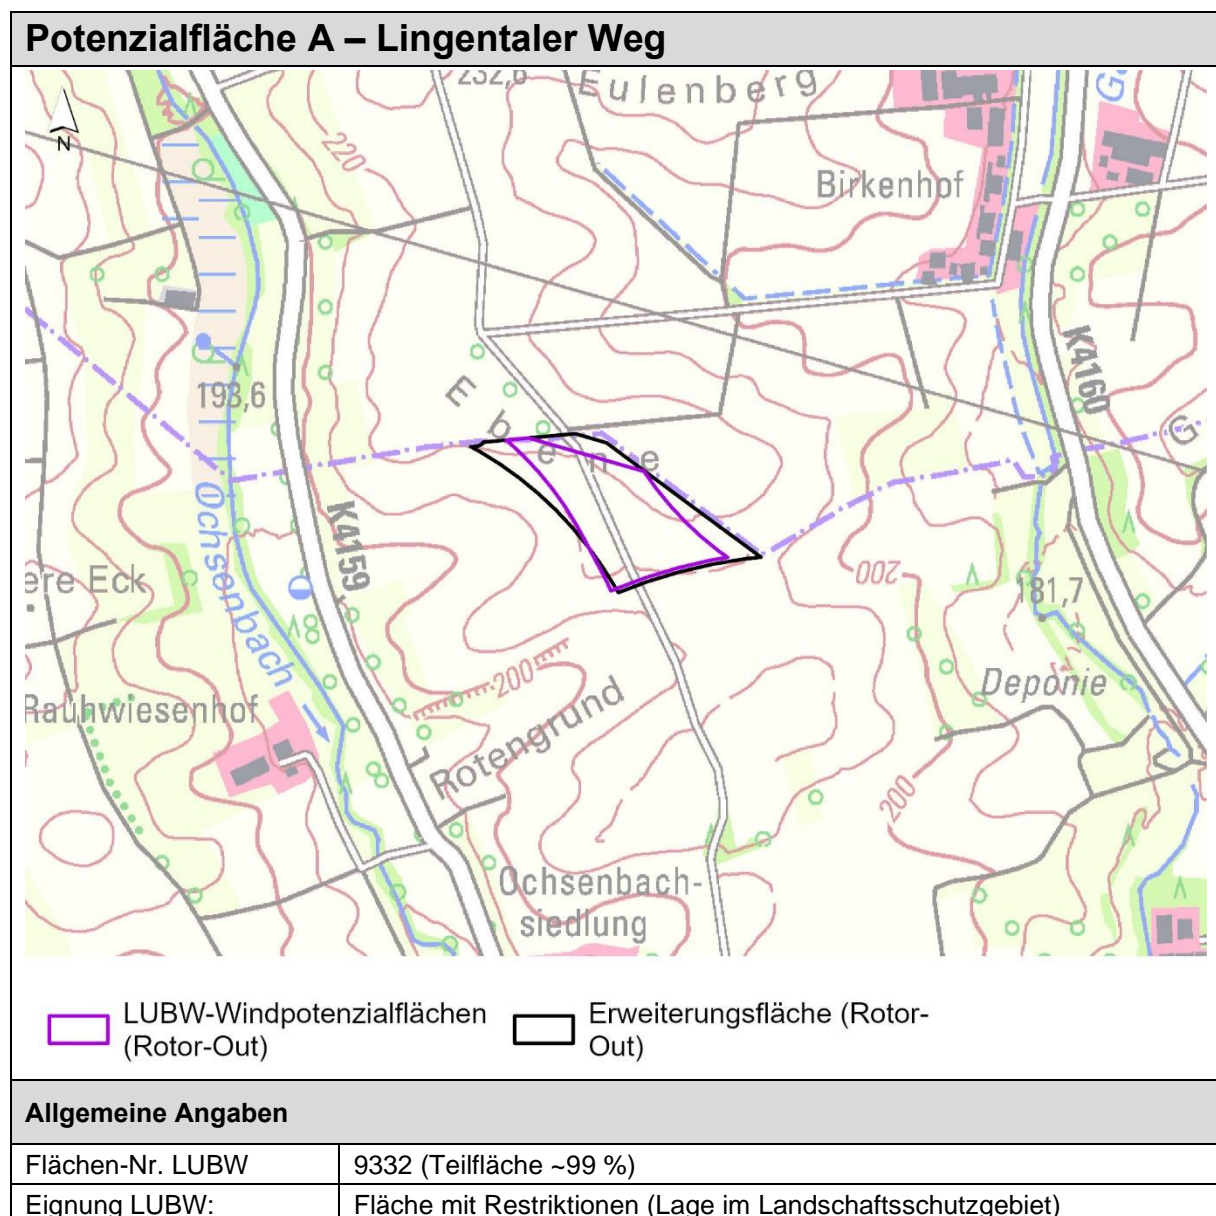 Potenzialfläche A – Lingentaler Weg
232,6
Eulenberg
N
220
Birkenhof
193,6
Ebene
K4160
G
Ochsenbach
K4159
ere Eck
200
181,7
Deponie
Rauhwiesenhof
200
Rotengrund
200
Ochsenbach-
siedlung
LUBW-Windpotenzialflächen
(Rotor-Out)
Erweiterungsfläche (Rotor-
Out)
Allgemeine Angaben
Flächen-Nr. LUBW 9332 (Teilfläche ~99 %)
Eignung LUBW: Fläche mit Restriktionen (Lage im Landschaftsschutzgebiet)